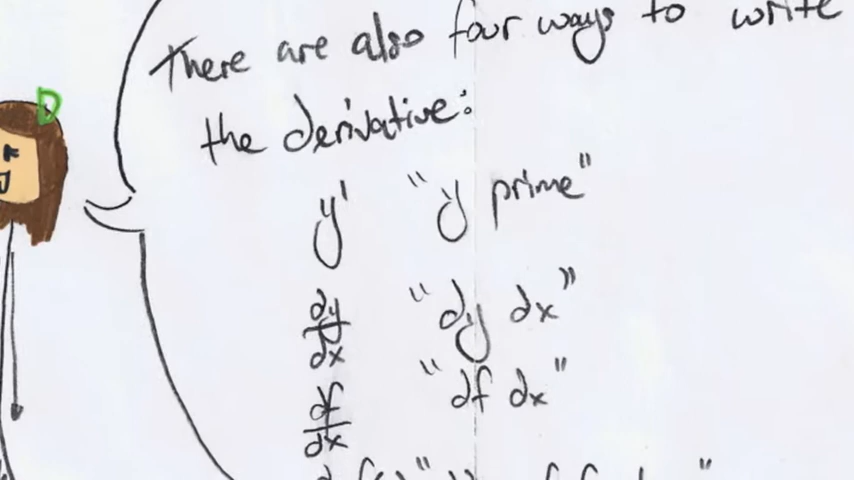 D
There are also four ways to write
the derivative:
y' "y prime"
dy/dx "dy dx"
df/dx "df dx"